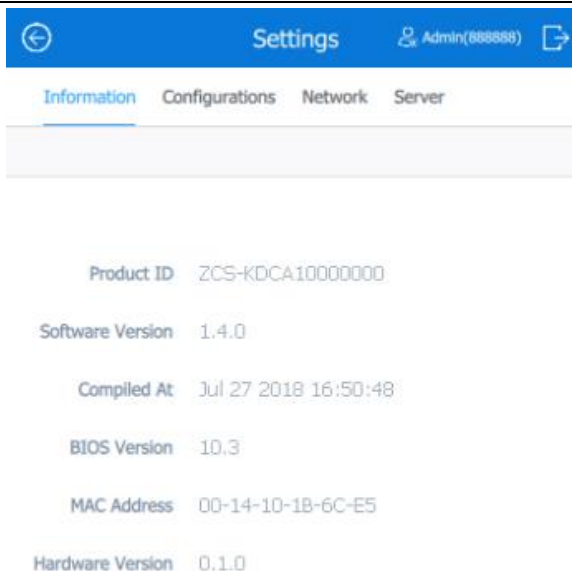 Settings Admin(888888)
Information Configurations Network Server
Product ID ZCS-KDCA10000000
Software Version 1.4.0
Compiled At Jul 27 2018 16:50:48
BIOS Version 10.3
MAC Address 00-14-10-1B-6C-E5
Hardware Version 0.1.0